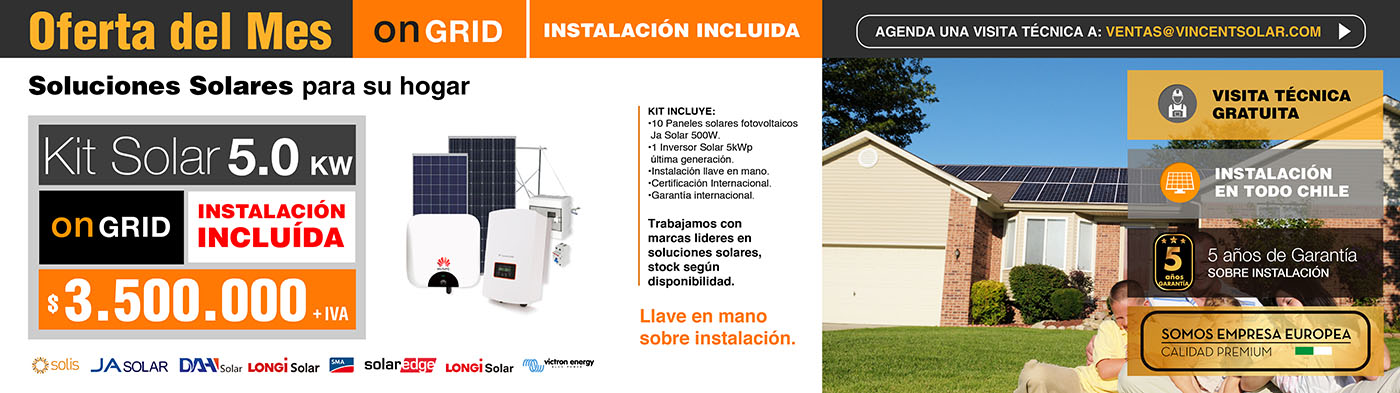 Oferta del Mes
on GRID
INSTALACIÓN INCLUIDA
AGENDA UNA VISITA TÉCNICA A: VENTAS@VINCENTSOLAR.COM
Soluciones Solares para su hogar
Kit Solar 5.0 KW
on GRID
INSTALACIÓN
INCLUÍDA
$ 3.500.000 + IVA
KIT INCLUYE:
•10 Paneles solares fotovoltaicos
Ja Solar 500W.
•1 Inversor Solar 5kWp
última generación.
•Instalación llave en mano.
•Certificación Internacional.
•Garantía internacional.
Trabajamos con
marcas lideres en
soluciones solares,
stock según
disponibilidad.
Llave en mano
sobre instalación.
VISITA TÉCNICA
GRATUITA
INSTALACIÓN
EN TODO CHILE
5
años
GARANTÍA
5 años de Garantía
SOBRE INSTALACIÓN
SOMOS EMPRESA EUROPEA
CALIDAD PREMIUM
solis
JA SOLAR
DAH Solar
LONGi Solar
SMA
solaredge
LONGi Solar
victron energy
BLUE POWER